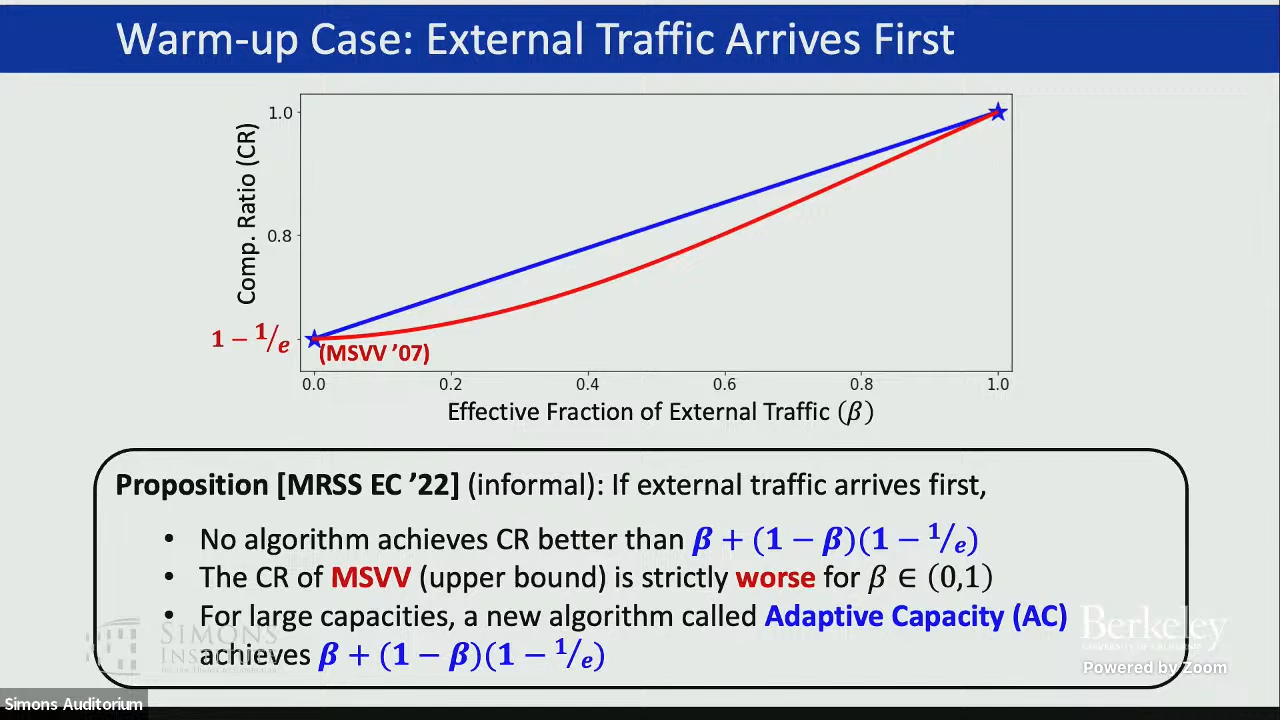 Warm-up Case: External Traffic Arrives First
Comp. Ratio (CR)
1.0
0.8
1 − 1/e
(MSVV '07)
0.0 0.2 0.4 0.6 0.8 1.0
Effective Fraction of External Traffic (β)
Proposition [MRSS EC '22] (informal): If external traffic arrives first,
• No algorithm achieves CR better than β + (1 − β)(1 − 1/e)
• The CR of MSVV (upper bound) is strictly worse for β ∈ (0,1)
• For large capacities, a new algorithm called Adaptive Capacity (AC)
achieves β + (1 − β)(1 − 1/e)
SIMONS
INSTITUTE
Berkeley
UNIVERSITY OF CALIFORNIA
Powered by Zoom
Simons Auditorium